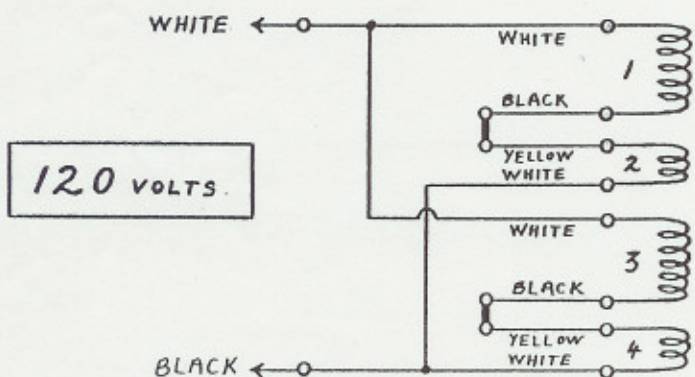 WHITE
WHITE
1
BLACK
YELLOW
WHITE
2
120 VOLTS.
WHITE
3
BLACK
YELLOW
WHITE
4
BLACK